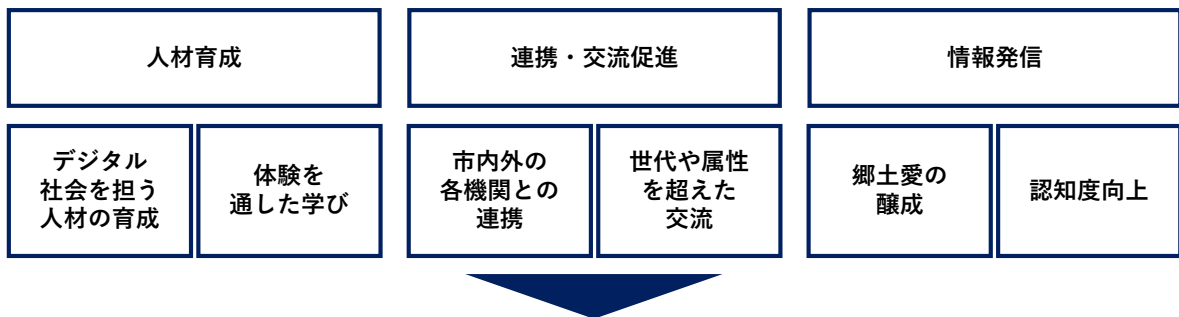 人材育成
連携・交流促進
情報発信
デジタル
社会を担う
人材の育成
体験を
通した学び
市内外の
各機関との
連携
世代や属性
を超えた
交流
郷土愛の
醸成
認知度向上